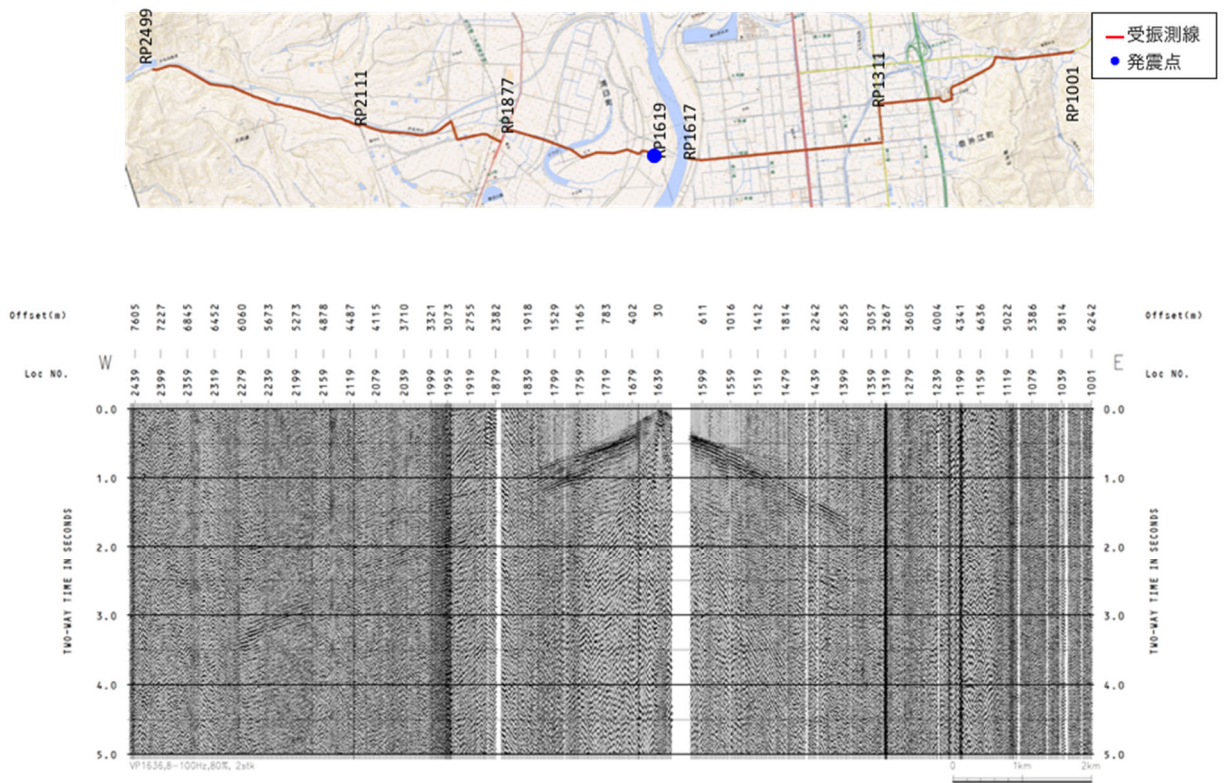 RP2499
RP2111
RP1877
RP1619
RP1617
RP1311
RP1001
受振測線
発震点
Offset(m)
7605 7227 6845 6452 6060 5673 5273 4878 4487 4115 3710 3321 3073 2755 2382 1918 1529 1165 783 402 30 611 1016 1412 1814 2242 2655 3057 3267 3605 4004 4341 4636 5022 5386 5814 6242
Offset(m)
W
E
Loc NO.
2439 2399 2359 2319 2279 2239 2199 2159 2119 2079 2039 1999 1959 1919 1879 1839 1799 1759 1719 1679 1639 1599 1559 1519 1479 1439 1399 1359 1319 1279 1239 1199 1159 1119 1079 1039 1001
Loc NO.
0.0 0.0
1.0 1.0
2.0 2.0
3.0 3.0
4.0 4.0
5.0 5.0
TWO-WAY TIME IN SECONDS
TWO-WAY TIME IN SECONDS
VP1636,8-100Hz,80%, 2stk
0 1km 2km